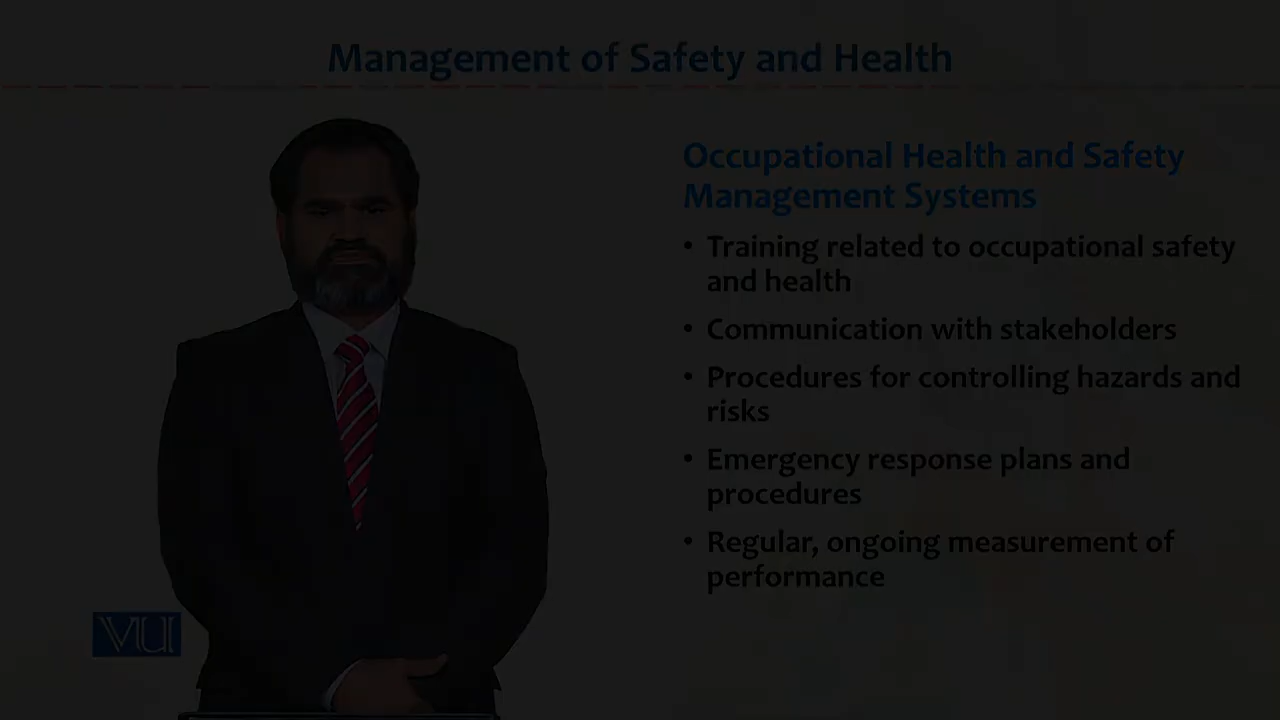 Management of Safety and Health
Occupational Health and Safety
Management Systems
• Training related to occupational safety
and health
• Communication with stakeholders
• Procedures for controlling hazards and
risks
• Emergency response plans and
procedures
• Regular, ongoing measurement of
performance
VU